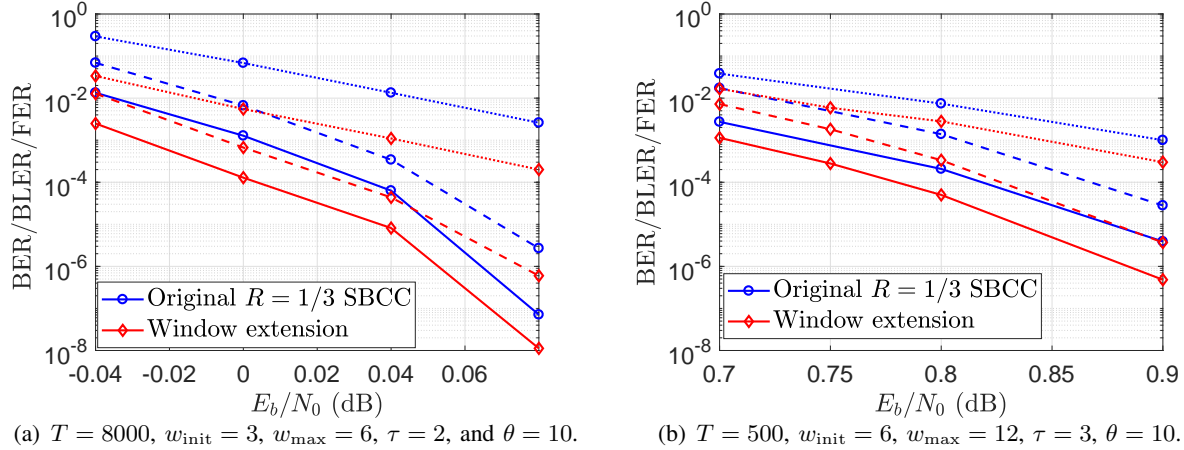 10^0
10^-2
10^-4
10^-6
10^-8
BER/BLER/FER
Original R = 1/3 SBCC
Window extension
-0.04 -0.02 0 0.02 0.04 0.06
E_b/N_0 (dB)
(a) T = 8000, w_init = 3, w_max = 6, τ = 2, and θ = 10.
10^0
10^-2
10^-4
10^-6
10^-8
BER/BLER/FER
Original R = 1/3 SBCC
Window extension
0.7 0.75 0.8 0.85 0.9
E_b/N_0 (dB)
(b) T = 500, w_init = 6, w_max = 12, τ = 3, θ = 10.